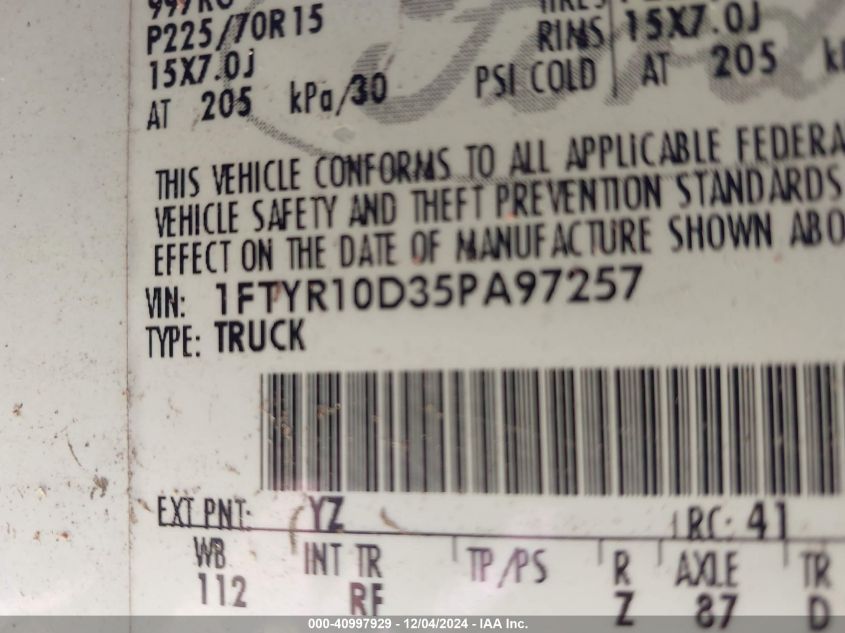 P225/70R15
15X7.0J
AT 205 kPa/30
RIMS 15X7.0J
PSI COLD AT 205
Ford
THIS VEHICLE CONFORMS TO ALL APPLICABLE FEDERA
VEHICLE SAFETY AND THEFT PREVENTION STANDARDS
EFFECT ON THE DATE OF MANUFACTURE SHOWN ABO
VIN: 1FTYR10D35PA97257
TYPE: TRUCK
EXT PNT: YZ RC: 41
WB INT TR TP/PS R AXLE TR
112 RF Z 87 D
000-40997929 - 12/04/2024 - IAA Inc.